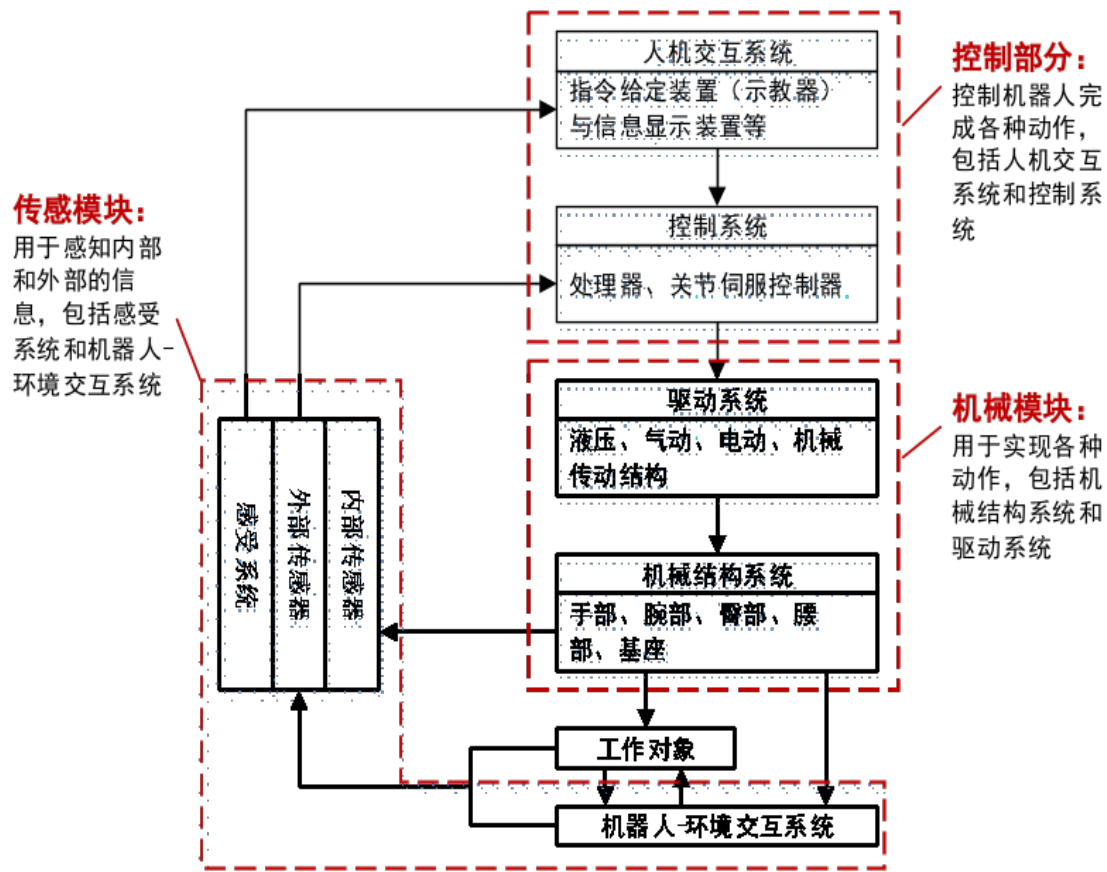 人机交互系统
指令给定装置（示教器）
与信息显示装置等
控制部分：
控制机器人完
成各种动作，
包括人机交互
系统和控制系
统
控制系统
处理器、关节伺服控制器
传感模块：
用于感知内部
和外部的信
息，包括感受
系统和机器人-
环境交互系统
驱动系统
液压、气动、电动、机械
传动结构
机械模块：
用于实现各种
动作，包括机
械结构系统和
驱动系统
感受系统
外部传感器
内部传感器
机械结构系统
手部、腕部、臀部、腰
部、基座
工作对象
机器人-环境交互系统